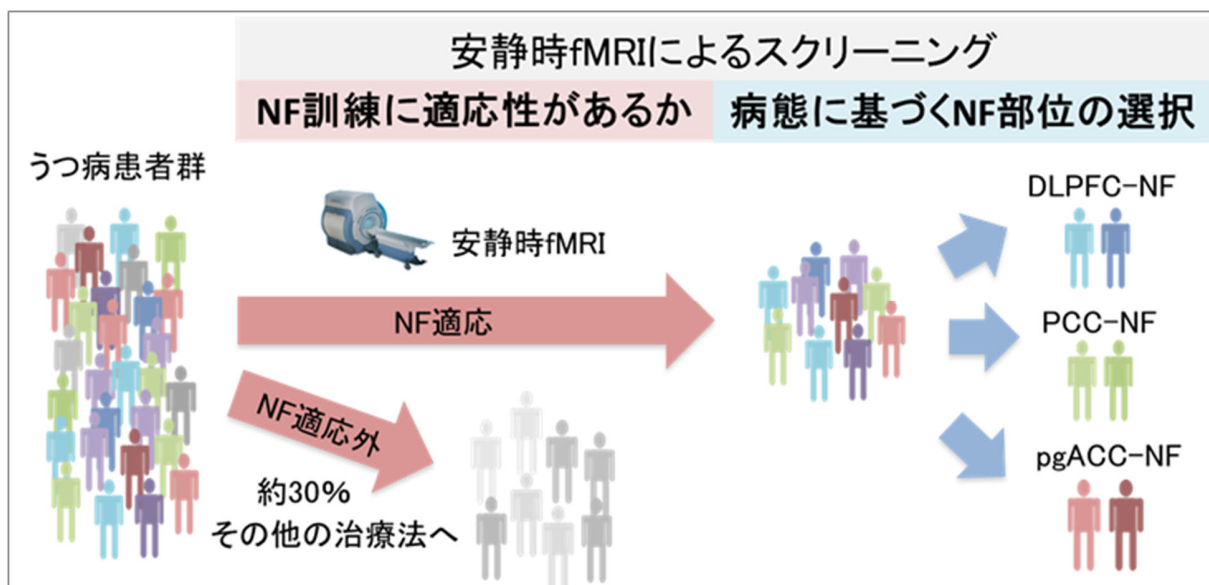 安静時fMRIによるスクリーニング
NF訓練に適応性があるか
病態に基づくNF部位の選択
うつ病患者群
安静時fMRI
NF適応
NF適応外
約30%
その他の治療法へ
DLPFC-NF
PCC-NF
pgACC-NF